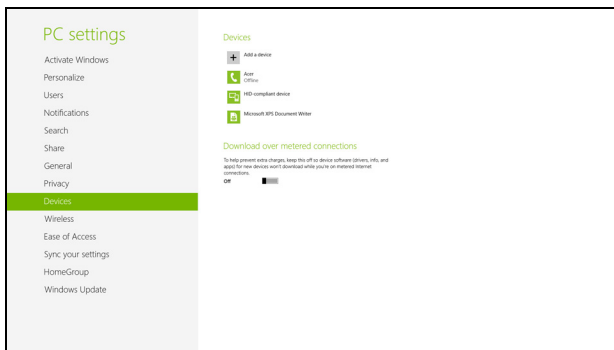 PC settings
Activate Windows
Personalize
Users
Notifications
Search
Share
General
Privacy
Devices
Wireless
Ease of Access
Sync your settings
HomeGroup
Windows Update
Devices
Add a device
Acer
Offline
HID-compliant device
Microsoft XPS Document Writer
Download over metered connections
To help prevent extra charges, keep this off so device software (drivers, info, and
apps) for new devices won't download while you're on metered Internet
connections.
Off